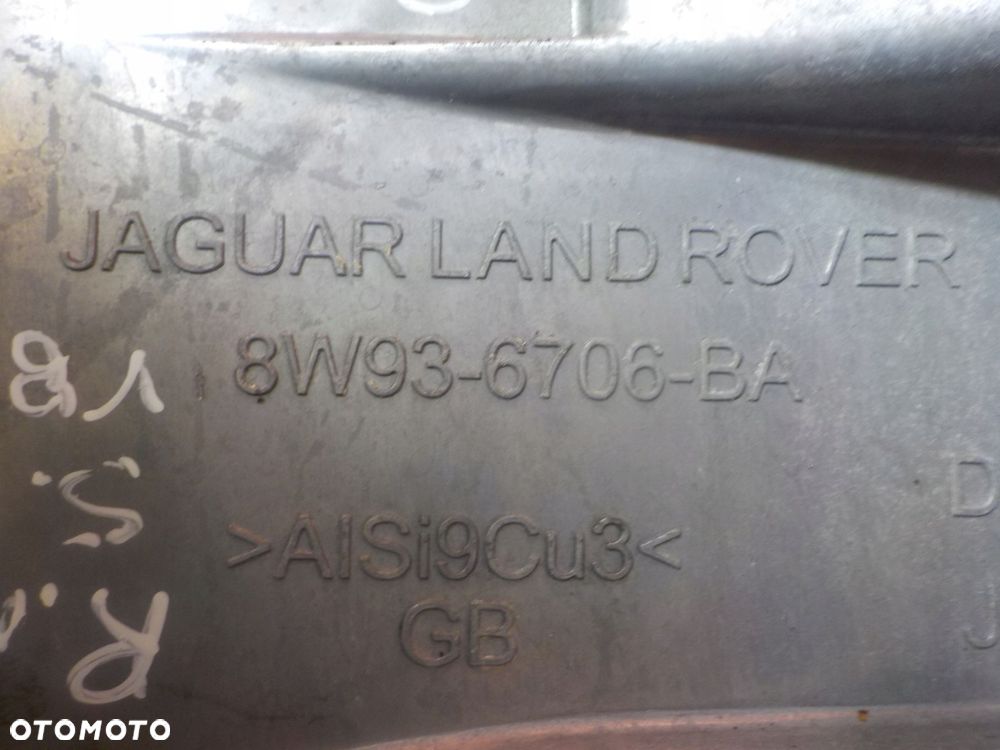 JAGUAR LAND ROVER
8W93-6706-BA
>AlSi9Cu3<
GB
D
J
OTOMOTO